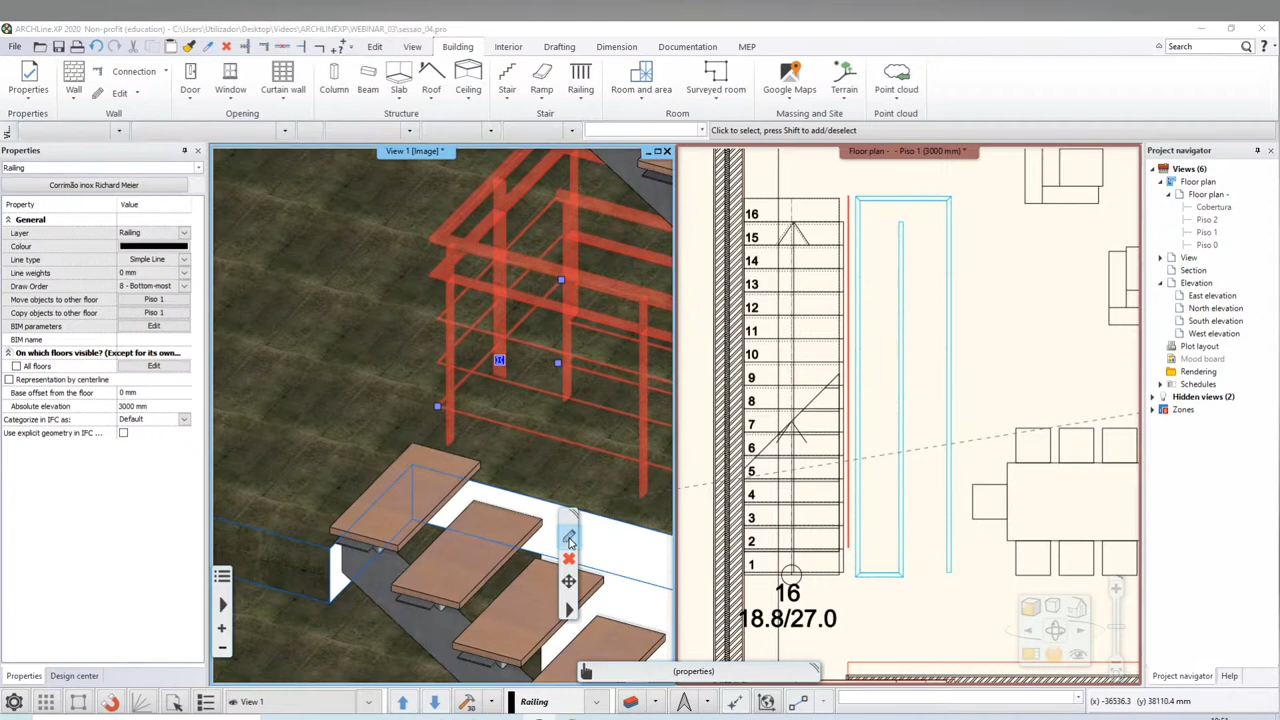 ARCHLine.XP 2020 Non-profit (education) - C:\Users\Utilizador\Desktop\Videos\ARCHLINEXP\WEBINAR_03\sessao_04.pro
File Edit View Building Interior Drafting Dimension Documentation MEP Search
Properties Wall Connection Edit Door Window Curtain wall Column Beam Slab Roof Ceiling Stair Ramp Railing Room and area Surveyed room Google Maps Terrain Point cloud
Wall Opening Structure Stair Room Massing and Site Point cloud
Click to select, press Shift to add/deselect
Properties
Railing
Corrimão inox Richard Meier
Property Value
General
Layer Railing
Colour
Line type Simple Line
Line weights 0 mm
Draw Order 8 - Bottom-most
Move objects to other floor Piso 1
Copy objects to other floor Piso 1
BIM parameters Edit
BIM name
On which floors visible? (Except for its own...
All floors Edit
Representation by centerline
Base offset from the floor 0 mm
Absolute elevation 3000 mm
Categorize in IFC as: Default
Use explicit geometry in IFC ...
Properties Design center
View 1 [Image] *
(properties)
Floor plan - - Piso 1 (3000 mm) *
16
15
14
13
12
11
10
9
8
7
6
5
4
3
2
1
16
18.8/27.0
Project navigator
Views (6)
Floor plan
Floor plan -
Cobertura
Piso 2
Piso 1
Piso 0
View
Section
Elevation
East elevation
North elevation
South elevation
West elevation
Plot layout
Mood board
Rendering
Schedules
Hidden views (2)
Zones
Project navigator Help
View 1
Railing
x: -36536.3 y: 38110.4 mm